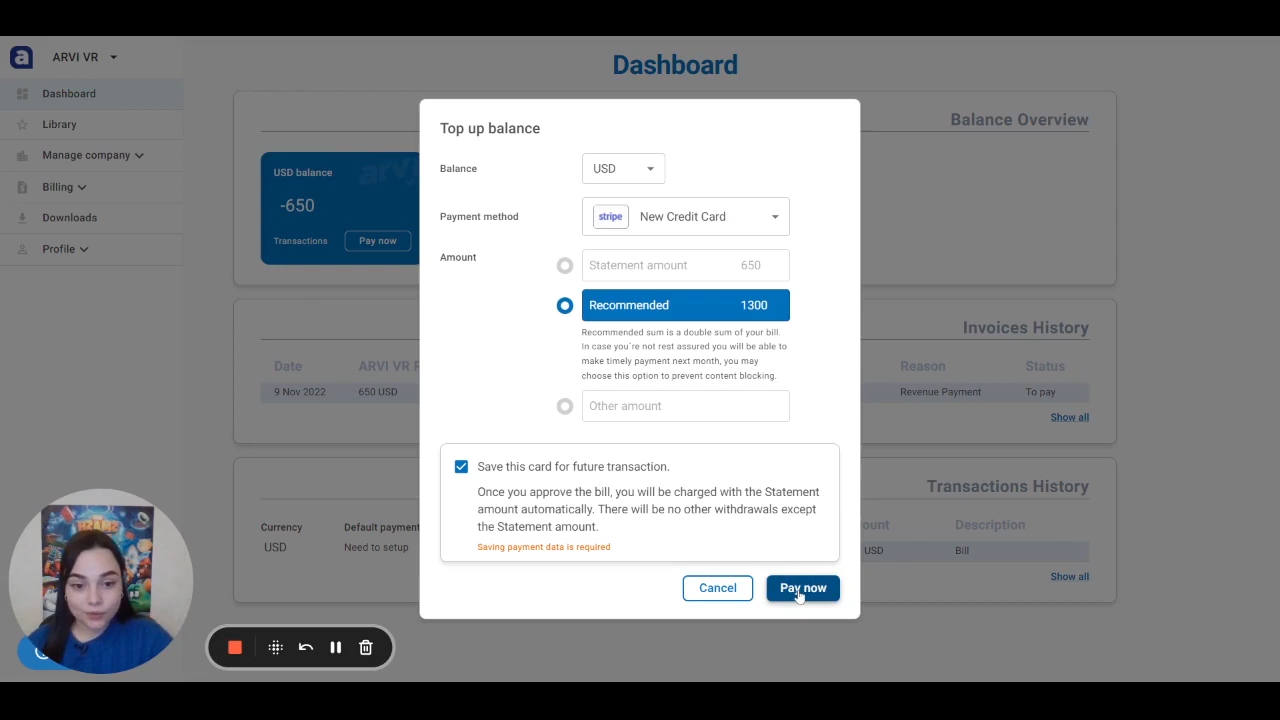 a
ARVI VR
Dashboard
Library
Manage company
Billing
Downloads
Profile
Dashboard
Balance Overview
USD balance
arvi
-650
Transactions
Pay now
Invoices History
Date
ARVI VR
Reason
Status
9 Nov 2022
650 USD
Revenue Payment
To pay
Show all
Transactions History
Currency
Default payment
Description
USD
Need to setup
USD
Bill
Show all
Top up balance
Balance
USD
Payment method
stripe
New Credit Card
Amount
Statement amount 650
Recommended 1300
Recommended sum is a double sum of your bill.
In case you´re not rest assured you will be able to
make timely payment next month, you may
choose this option to prevent content blocking.
Other amount
Save this card for future transaction.
Once you approve the bill, you will be charged with the Statement
amount automatically. There will be no other withdrawals except
the Statement amount.
Saving payment data is required
Cancel
Pay now